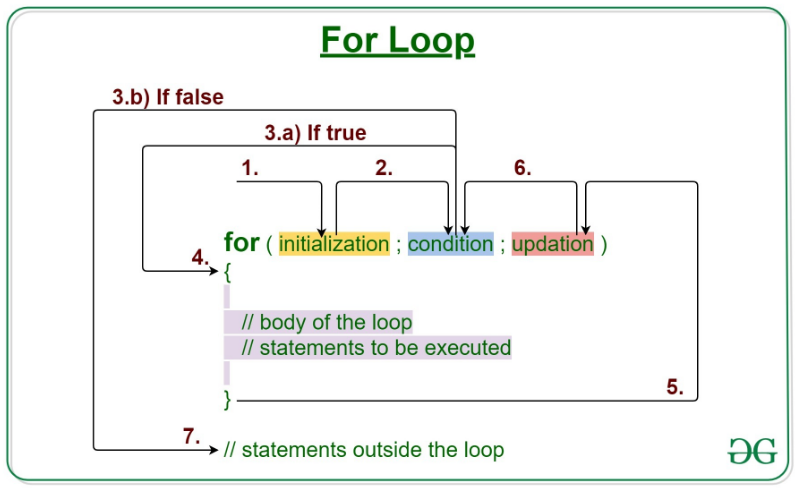 For Loop
3.b) If false
3.a) If true
1. 2. 6.
for ( initialization ; condition ; updation )
4. {
// body of the loop
// statements to be executed
5.
}
7. // statements outside the loop
GG